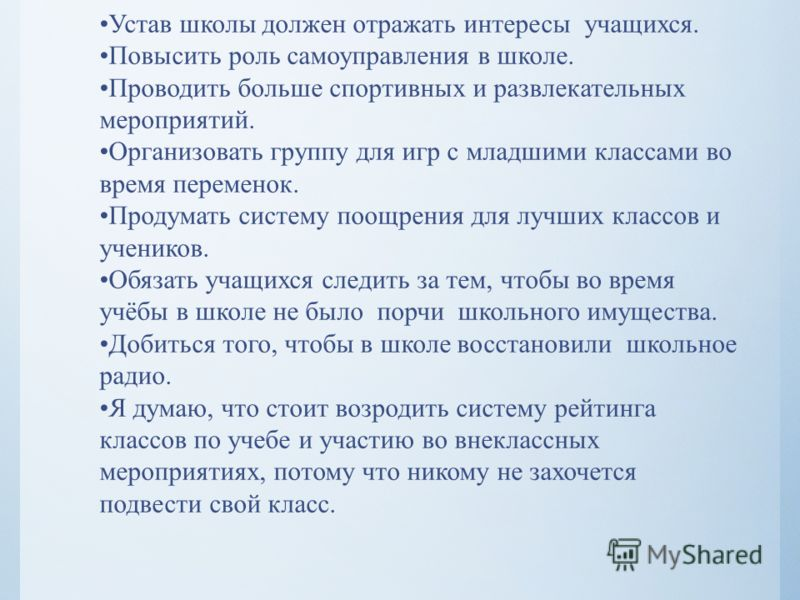 •Устав школы должен отражать интересы  учащихся.
•Повысить роль самоуправления в школе.
•Проводить больше спортивных и развлекательных
мероприятий.
•Организовать группу для игр с младшими классами во
время переменок.
•Продумать систему поощрения для лучших классов и
учеников.
•Обязать учащихся следить за тем, чтобы во время
учёбы в школе не было  порчи  школьного имущества.
•Добиться того, чтобы в школе восстановили  школьное
радио.
•Я думаю, что стоит возродить систему рейтинга
классов по учебе и участию во внеклассных
мероприятиях, потому что никому не захочется
подвести свой класс.
MyShared